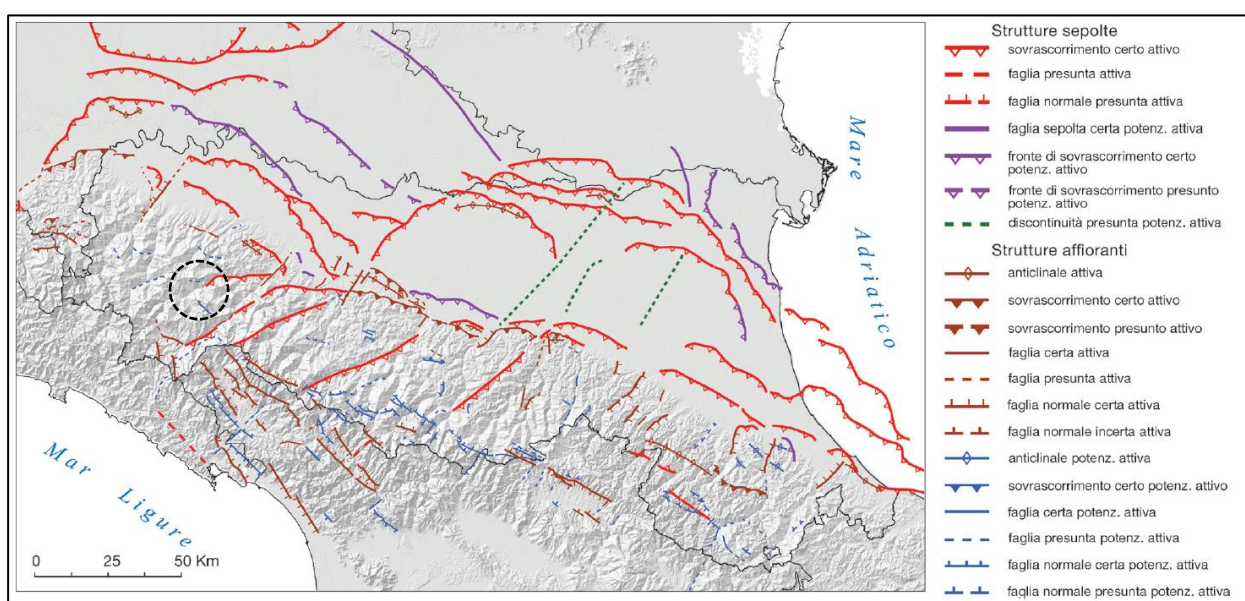 Mare
Adriatico
Mar Ligure
0 25 50 Km
Strutture sepolte
sovrascorrimento certo attivo
faglia presunta attiva
faglia normale presunta attiva
faglia sepolta certa potenz. attiva
fronte di sovrascorrimento certo
potenz. attivo
fronte di sovrascorrimento presunto
potenz. attivo
discontinuità presunta potenz. attiva
Strutture affioranti
anticlinale attiva
sovrascorrimento certo attivo
sovrascorrimento presunto attivo
faglia certa attiva
faglia presunta attiva
faglia normale certa attiva
faglia normale incerta attiva
anticlinale potenz. attiva
sovrascorrimento certo potenz. attivo
faglia certa potenz. attiva
faglia presunta potenz. attiva
faglia normale certa potenz. attiva
faglia normale presunta potenz. attiva